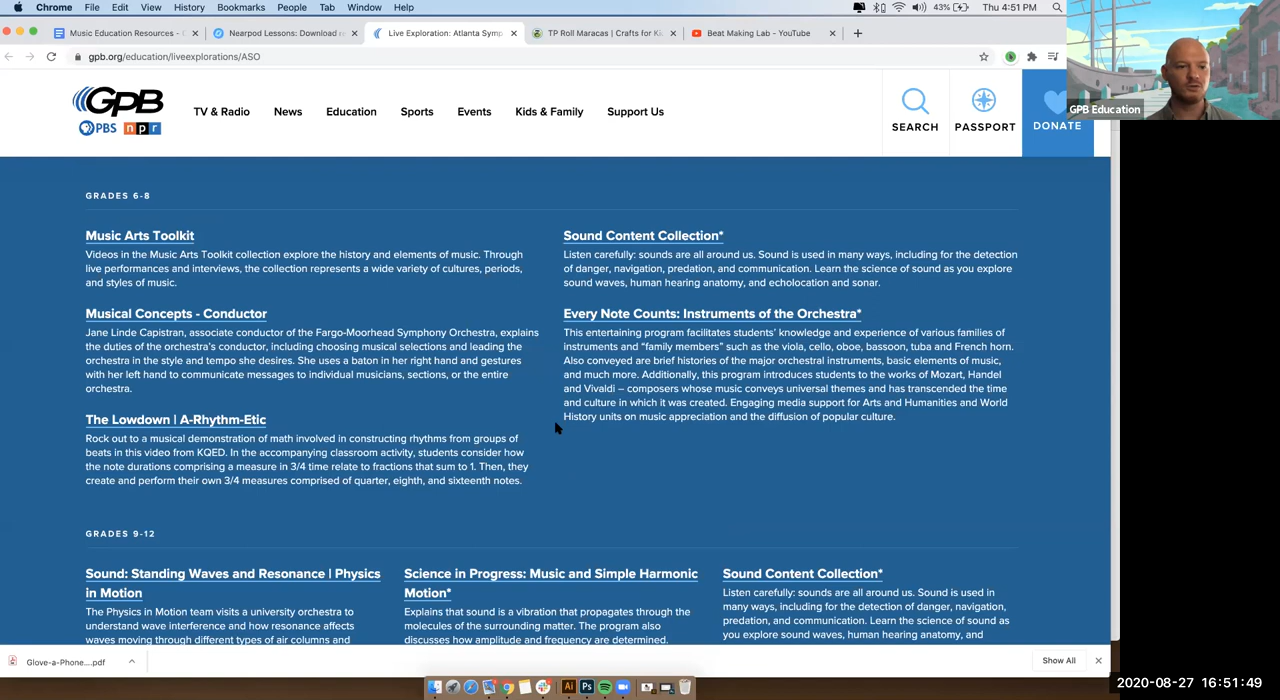 Chrome File Edit View History Bookmarks People Tab Window Help 43% Thu 4:51 PM
Music Education Resources - Nearpod Lessons: Download re Live Exploration: Atlanta Symp TP Roll Maracas | Crafts for Ki Beat Making Lab - YouTube
gpb.org/education/liveexplorations/ASO
GPB Education
GPB
PBS npr
TV & Radio News Education Sports Events Kids & Family Support Us
SEARCH PASSPORT DONATE
GRADES 6-8
Music Arts Toolkit
Videos in the Music Arts Toolkit collection explore the history and elements of music. Through
live performances and interviews, the collection represents a wide variety of cultures, periods,
and styles of music.
Musical Concepts - Conductor
Jane Linde Capistran, associate conductor of the Fargo-Moorhead Symphony Orchestra, explains
the duties of the orchestra's conductor, including choosing musical selections and leading the
orchestra in the style and tempo she desires. She uses a baton in her right hand and gestures
with her left hand to communicate messages to individual musicians, sections, or the entire
orchestra.
The Lowdown | A-Rhythm-Etic
Rock out to a musical demonstration of math involved in constructing rhythms from groups of
beats in this video from KQED. In the accompanying classroom activity, students consider how
the note durations comprising a measure in 3/4 time relate to fractions that sum to 1. Then, they
create and perform their own 3/4 measures comprised of quarter, eighth, and sixteenth notes.
Sound Content Collection*
Listen carefully: sounds are all around us. Sound is used in many ways, including for the detection
of danger, navigation, predation, and communication. Learn the science of sound as you explore
sound waves, human hearing anatomy, and echolocation and sonar.
Every Note Counts: Instruments of the Orchestra*
This entertaining program facilitates students' knowledge and experience of various families of
instruments and "family members" such as the viola, cello, oboe, bassoon, tuba and French horn.
Also conveyed are brief histories of the major orchestral instruments, basic elements of music,
and much more. Additionally, this program introduces students to the works of Mozart, Handel
and Vivaldi – composers whose music conveys universal themes and has transcended the time
and culture in which it was created. Engaging media support for Arts and Humanities and World
History units on music appreciation and the diffusion of popular culture.
GRADES 9-12
Sound: Standing Waves and Resonance | Physics
in Motion
The Physics in Motion team visits a university orchestra to
understand wave interference and how resonance affects
waves moving through different types of air columns and
Science in Progress: Music and Simple Harmonic
Motion*
Explains that sound is a vibration that propagates through the
molecules of the surrounding matter. The program also
discusses how amplitude and frequency are determined.
Sound Content Collection*
Listen carefully: sounds are all around us. Sound is used in
many ways, including for the detection of danger, navigation,
predation, and communication. Learn the science of sound as
you explore sound waves, human hearing anatomy, and
Glove-a-Phone....pdf
Show All
Ai Ps
2020-08-27 16:51:49